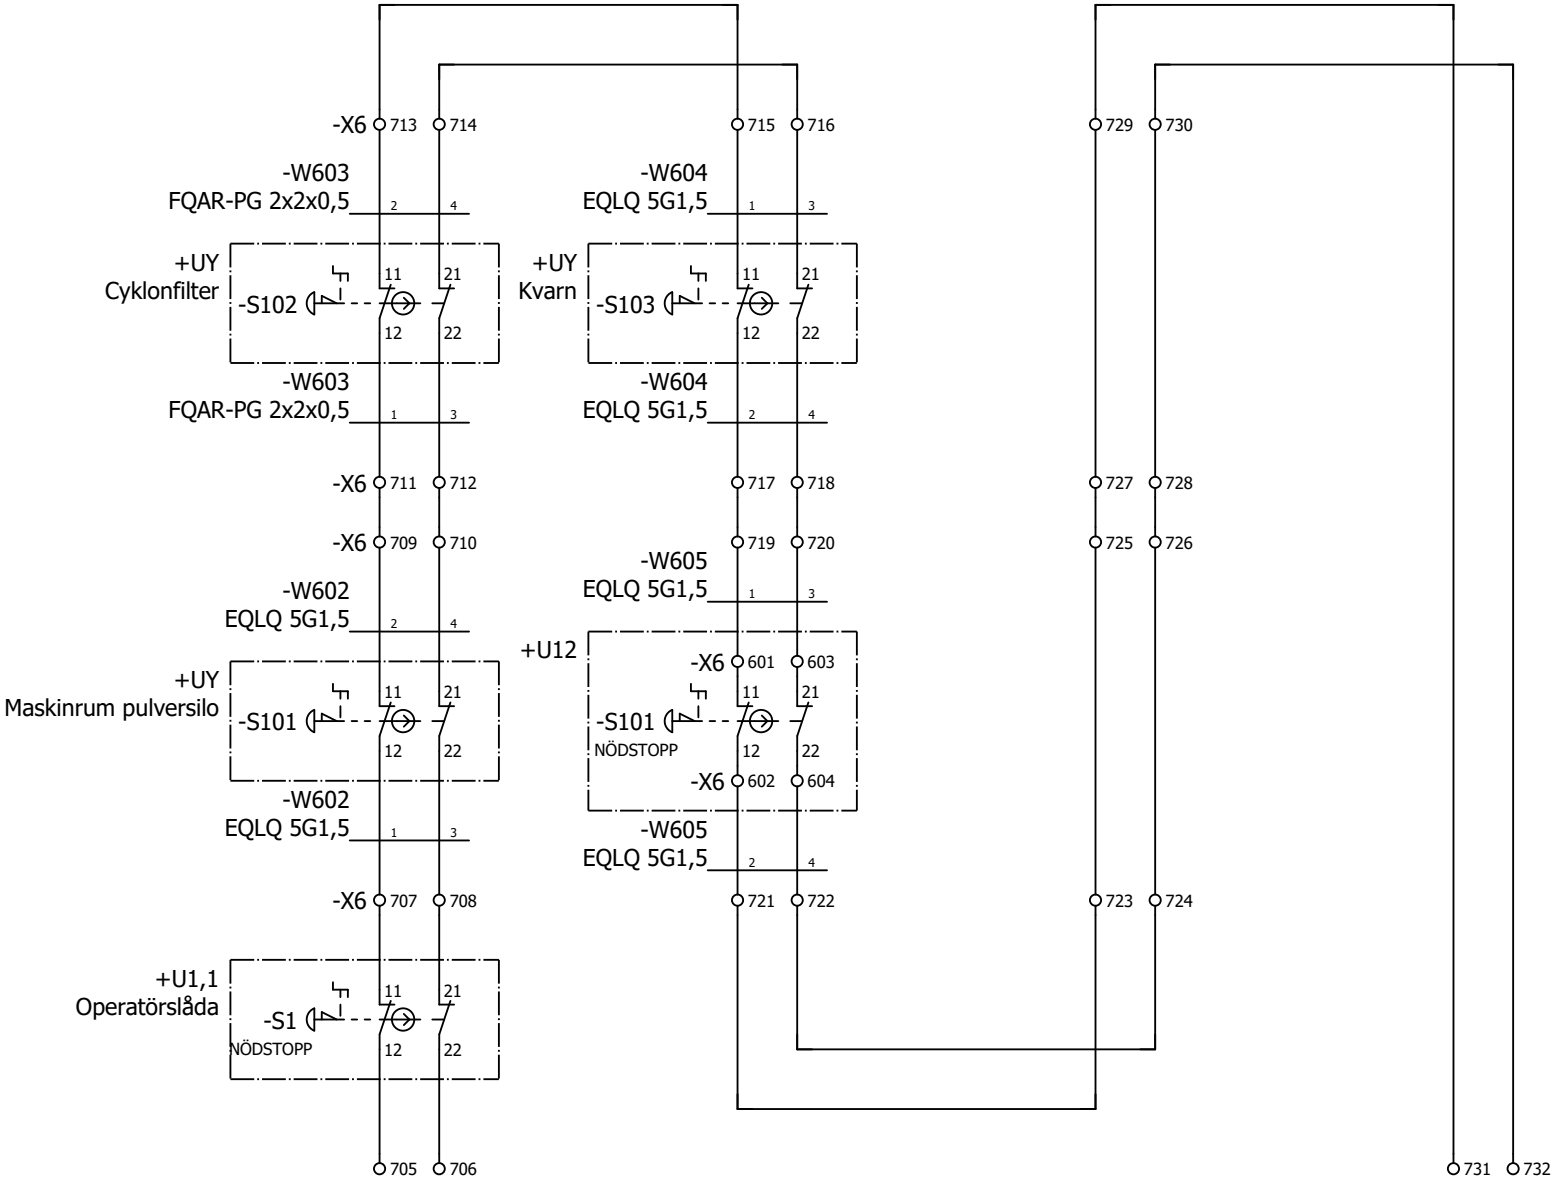 -X6 713 714
-W603
FQAR-PG 2x2x0,5 2 4
+UY
Cyklonfilter
11 21
-S102
12 22
-W603
FQAR-PG 2x2x0,5 1 3
-X6 711 712
-X6 709 710
-W602
EQLQ 5G1,5 2 4
+UY
Maskinrum pulversilo
11 21
-S101
12 22
-W602
EQLQ 5G1,5 1 3
-X6 707 708
+U1,1
Operatörslåda
11 21
-S1
NÖDSTOPP
12 22
705 706
715 716
-W604
EQLQ 5G1,5 1 3
+UY
Kvarn
11 21
-S103
12 22
-W604
EQLQ 5G1,5 2 4
717 718
719 720
-W605
EQLQ 5G1,5 1 3
+U12
-X6 601 603
11 21
-S101
NÖDSTOPP
12 22
-X6 602 604
-W605
EQLQ 5G1,5 2 4
721 722
729 730
727 728
725 726
723 724
731 732